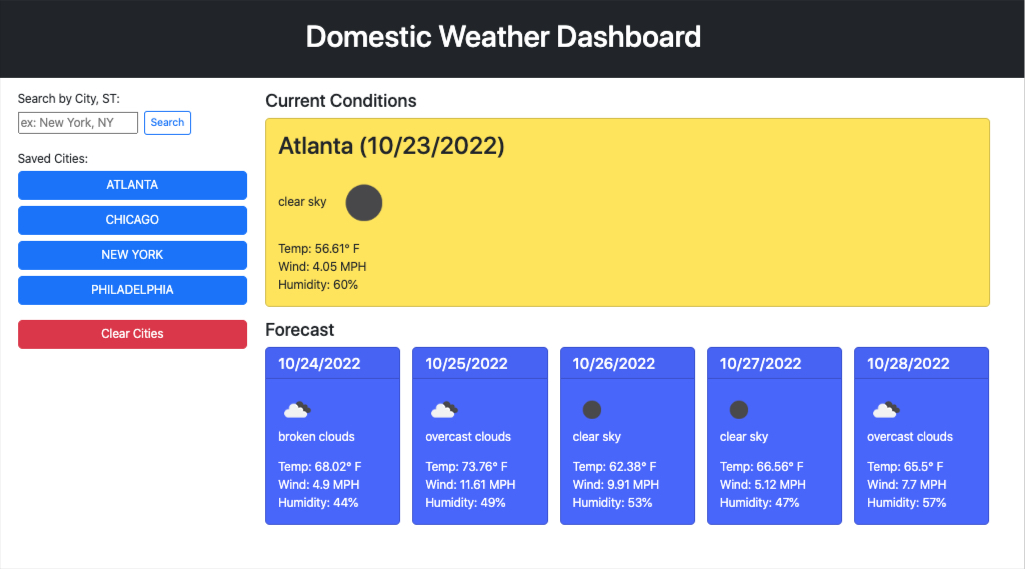 Domestic Weather Dashboard
Search by City, ST:
ex: New York, NY
Search
Saved Cities:
ATLANTA
CHICAGO
NEW YORK
PHILADELPHIA
Clear Cities
Current Conditions
Atlanta (10/23/2022)
clear sky
Temp: 56.61° F
Wind: 4.05 MPH
Humidity: 60%
Forecast
10/24/2022
broken clouds
Temp: 68.02° F
Wind: 4.9 MPH
Humidity: 44%
10/25/2022
overcast clouds
Temp: 73.76° F
Wind: 11.61 MPH
Humidity: 49%
10/26/2022
clear sky
Temp: 62.38° F
Wind: 9.91 MPH
Humidity: 53%
10/27/2022
clear sky
Temp: 66.56° F
Wind: 5.12 MPH
Humidity: 47%
10/28/2022
overcast clouds
Temp: 65.5° F
Wind: 7.7 MPH
Humidity: 57%